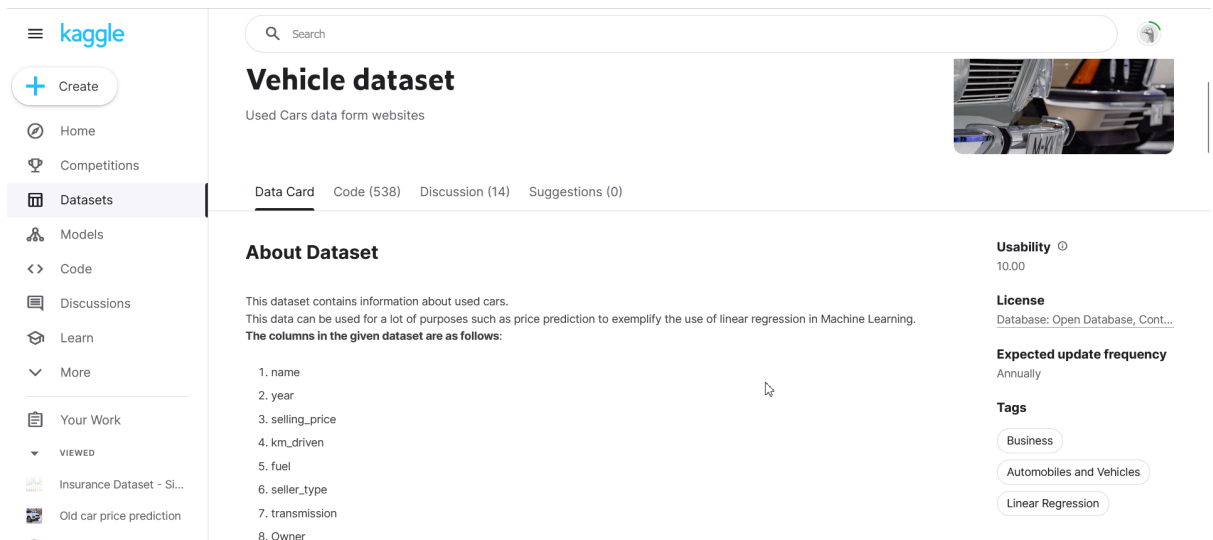 kaggle
Search
Create
Home
Competitions
Datasets
Models
Code
Discussions
Learn
More
Your Work
VIEWED
Insurance Dataset - Si...
Old car price prediction
Vehicle dataset
Used Cars data form websites
Data Card Code (538) Discussion (14) Suggestions (0)
About Dataset
This dataset contains information about used cars.
This data can be used for a lot of purposes such as price prediction to exemplify the use of linear regression in Machine Learning.
The columns in the given dataset are as follows:
1. name
2. year
3. selling_price
4. km_driven
5. fuel
6. seller_type
7. transmission
8. Owner
Usability
10.00
License
Database: Open Database, Cont...
Expected update frequency
Annually
Tags
Business
Automobiles and Vehicles
Linear Regression